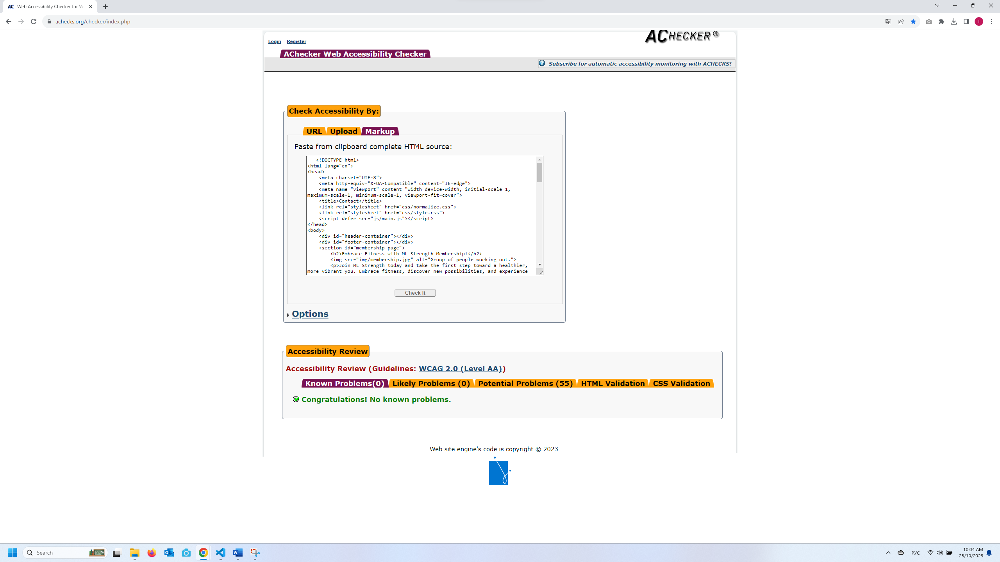 AC Web Accessibility Checker for W
achecks.org/checker/index.php
I
Login Register
ACHECKER ®
AChecker Web Accessibility Checker
Subscribe for automatic accessibility monitoring with ACHECKS!
Check Accessibility By:
URL Upload Markup
Paste from clipboard complete HTML source:
<!DOCTYPE html>
<html lang="en">
<head>
<meta charset="UTF-8">
<meta http-equiv="X-UA-Compatible" content="IE=edge">
<meta name="viewport" content="width=device-width, initial-scale=1,
maximum-scale=1, minimum-scale=1, viewport-fit=cover">
<title>Contact</title>
<link rel="stylesheet" href="css/normalize.css">
<link rel="stylesheet" href="css/style.css">
<script defer src="js/main.js"></script>
</head>
<body>
<div id="header-container"></div>
<div id="footer-container"></div>
<section id="membership-page">
<h2>Embrace Fitness with ML Strength Membership!</h2>
<img src="img/membership.jpg" alt="Group of people working out.">
<p>Join ML Strength today and take the first step toward a healthier,
more vibrant you. Embrace fitness, discover new possibilities, and experience
Check It
Options
Accessibility Review
Accessibility Review (Guidelines: WCAG 2.0 (Level AA))
Known Problems(0) Likely Problems (0) Potential Problems (55) HTML Validation CSS Validation
Congratulations! No known problems.
Web site engine's code is copyright © 2023
Search
РУС
10:04 AM
28/10/2023